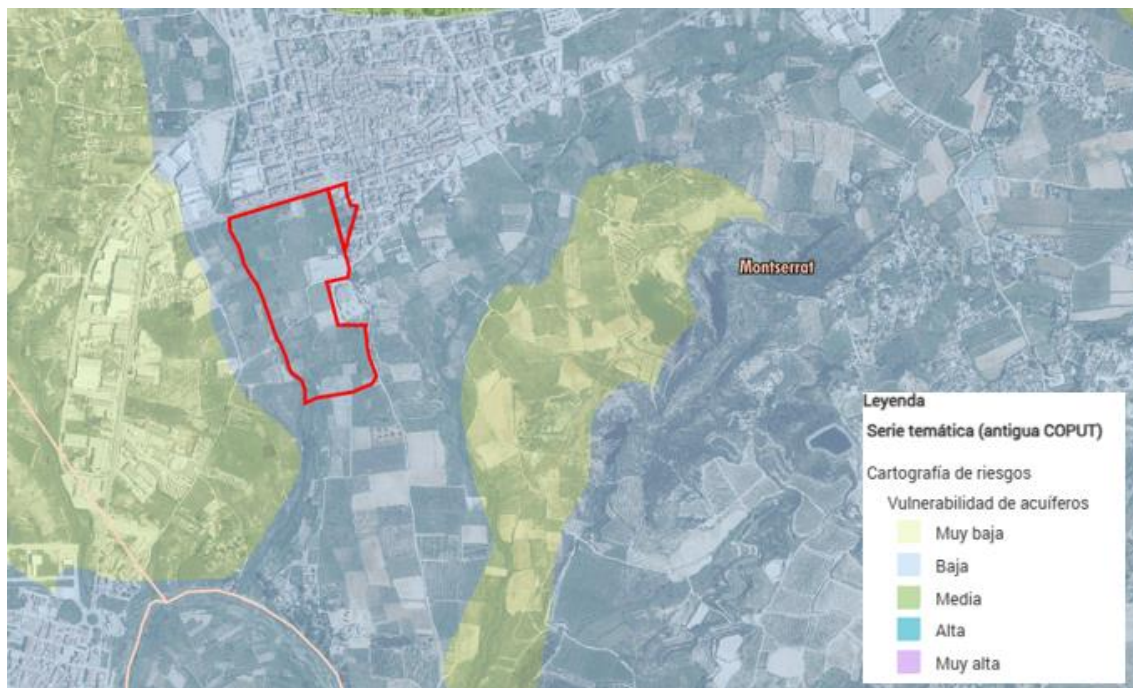 Montserrat
Leyenda
Serie temática (antigua COPUT)
Cartografía de riesgos
Vulnerabilidad de acuíferos
Muy baja
Baja
Media
Alta
Muy alta